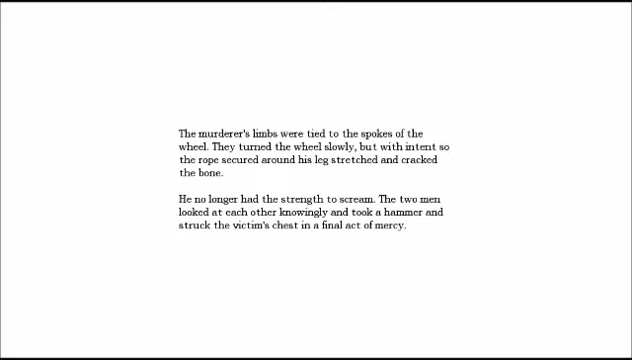 The murderer's limbs were tied to the spokes of the
wheel. They turned the wheel slowly, but with intent so
the rope secured around his leg stretched and cracked
the bone.
He no longer had the strength to scream. The two men
looked at each other knowingly and took a hammer and
struck the victim's chest in a final act of mercy.